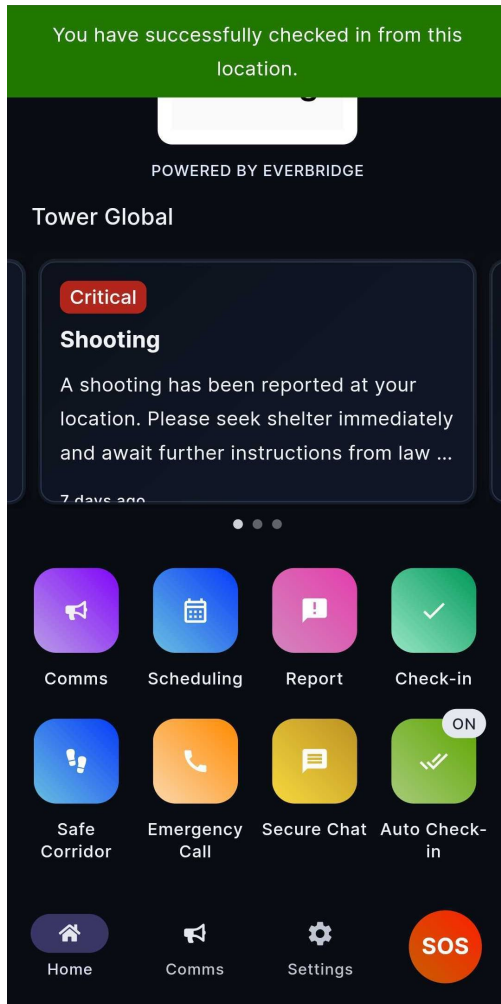 You have successfully checked in from this
location.
POWERED BY EVERBRIDGE
Tower Global
Critical
Shooting
A shooting has been reported at your
location. Please seek shelter immediately
and await further instructions from law ...
7 days ago
Comms
Scheduling
Report
Check-in
ON
Safe
Corridor
Emergency
Call
Secure Chat
Auto Check-
in
Home
Comms
Settings
SOS